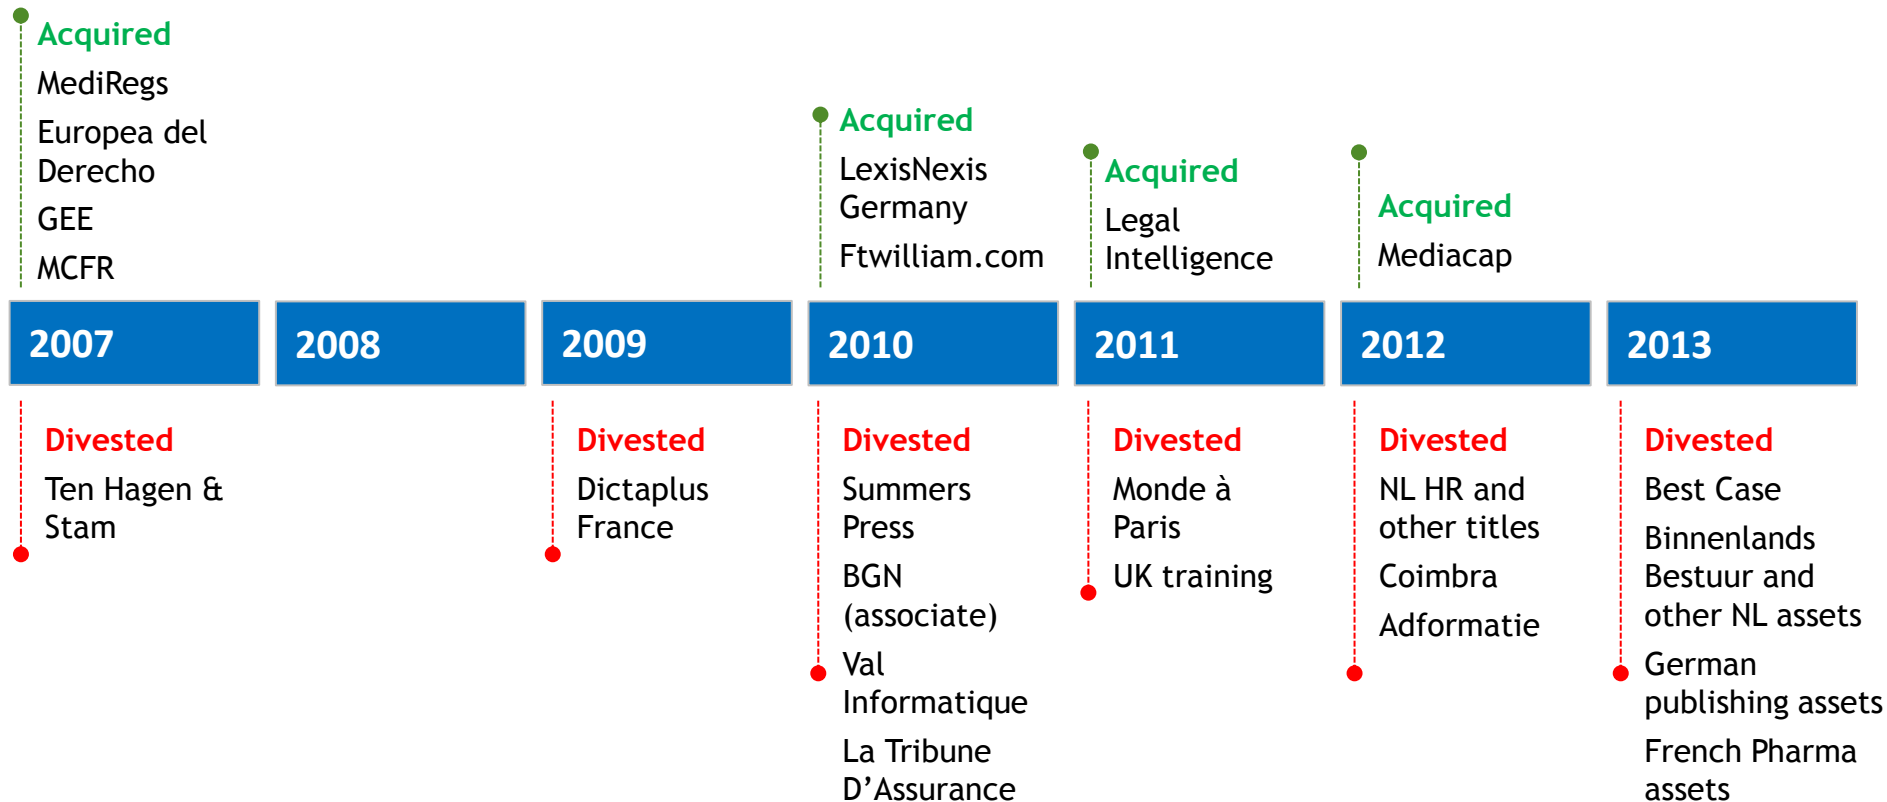 Acquired
MediRegs
Europea del
Derecho
GEE
MCFR
Acquired
LexisNexis
Germany
Ftwilliam.com
Acquired
Legal
Intelligence
Acquired
Mediacap
2007
2008
2009
2010
2011
2012
2013
Divested
Ten Hagen &
Stam
Divested
Dictaplus
France
Divested
Summers
Press
BGN
(associate)
Val
Informatique
La Tribune
D’Assurance
Divested
Monde à
Paris
UK training
Divested
NL HR and
other titles
Coimbra
Adformatie
Divested
Best Case
Binnenlands
Bestuur and
other NL assets
German
publishing assets
French Pharma
assets